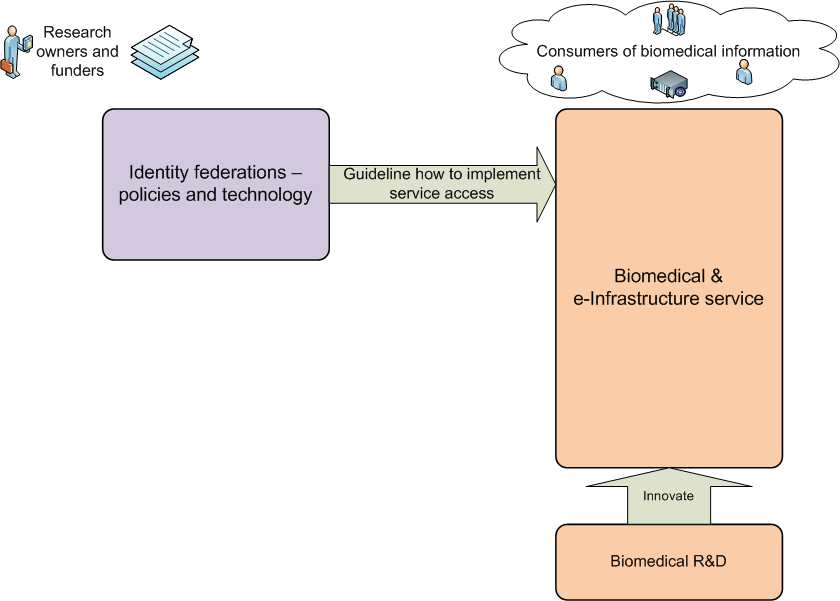 Research
owners and
funders
Consumers of biomedical information
Identity federations –
policies and technology
Guideline how to implement
service access
Biomedical &
e-Infrastructure service
Innovate
Biomedical R&D